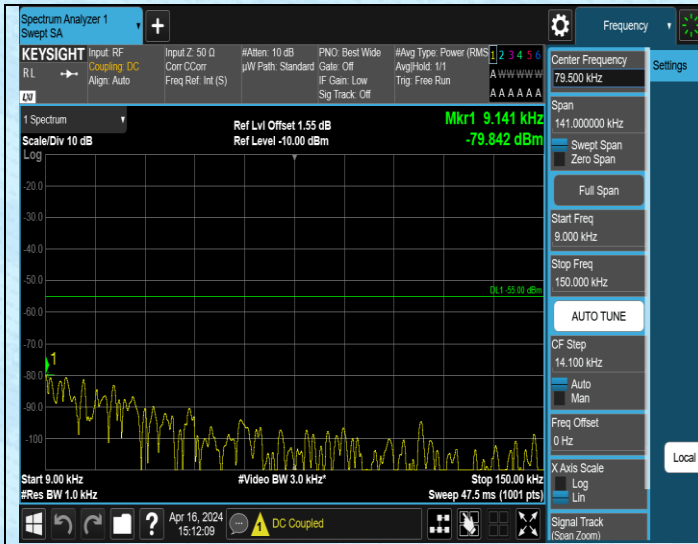 Spectrum Analyzer 1
Swept SA
+
Frequency
KEYSIGHT
RL
LXI
Input: RF
Coupling: DC
Align: Auto
Input Z: 50 Ω
Corr CCorr
Freq Ref: Int (S)
#Atten: 10 dB
µW Path: Standard
PNO: Best Wide
Gate: Off
IF Gain: Low
Sig Track: Off
#Avg Type: Power (RMS
Avg|Hold: 1/1
Trig: Free Run
1 2 3 4 5 6
A W W W W W
A A A A A A
Center Frequency
79.500 kHz
Settings
Span
141.000000 kHz
Swept Span
Zero Span
Full Span
Start Freq
9.000 kHz
Stop Freq
150.000 kHz
AUTO TUNE
CF Step
14.100 kHz
Auto
Man
Freq Offset
0 Hz
X Axis Scale
Log
Lin
Signal Track
(Span Zoom)
Local
1 Spectrum
Scale/Div 10 dB
Log
Ref Lvl Offset 1.55 dB
Ref Level -10.00 dBm
Mkr1 9.141 kHz
-79.842 dBm
-20.0
-30.0
-40.0
-50.0
DL1 -55.00 dBm
-60.0
-70.0
1
-80.0
-90.0
-100
Start 9.00 kHz
#Res BW 1.0 kHz
#Video BW 3.0 kHz*
Stop 150.00 kHz
Sweep 47.5 ms (1001 pts)
?
Apr 16, 2024
15:12:09
DC Coupled